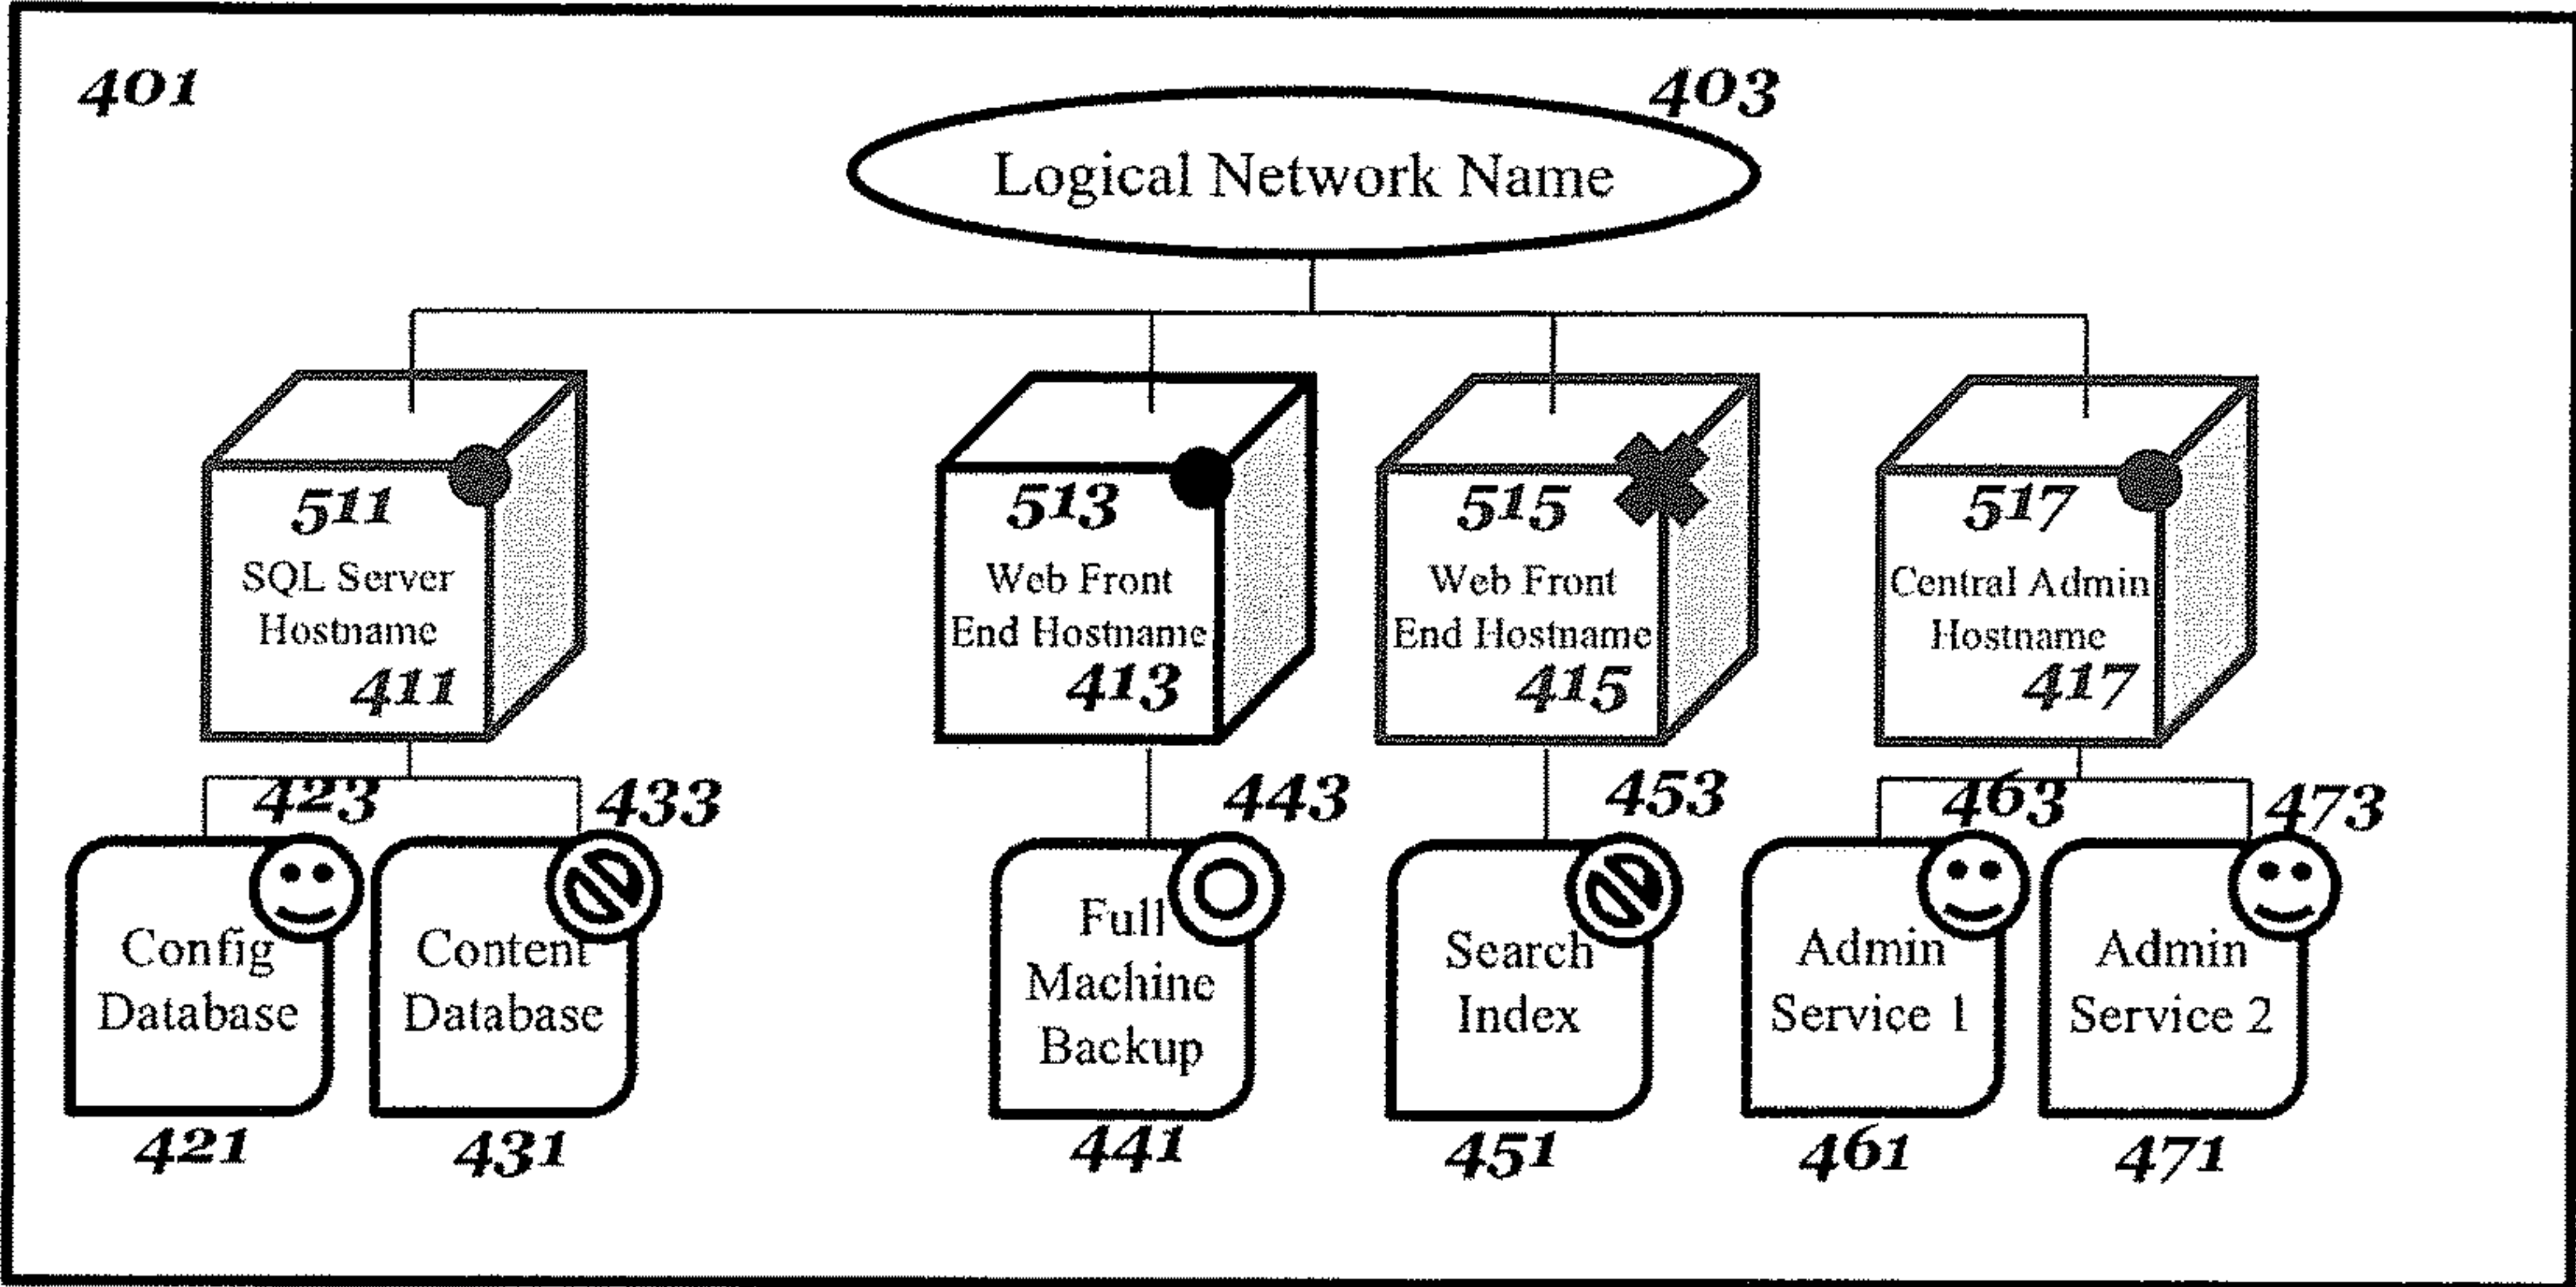 401
403
Logical Network Name
511
SQL Server
Hostname
411
513
Web Front
End Hostname
413
515
Web Front
End Hostname
415
517
Central Admin
Hostname
417
423
Config
Database
421
433
Content
Database
431
443
Full
Machine
Backup
441
453
Search
Index
451
463
Admin
Service 1
461
473
Admin
Service 2
471